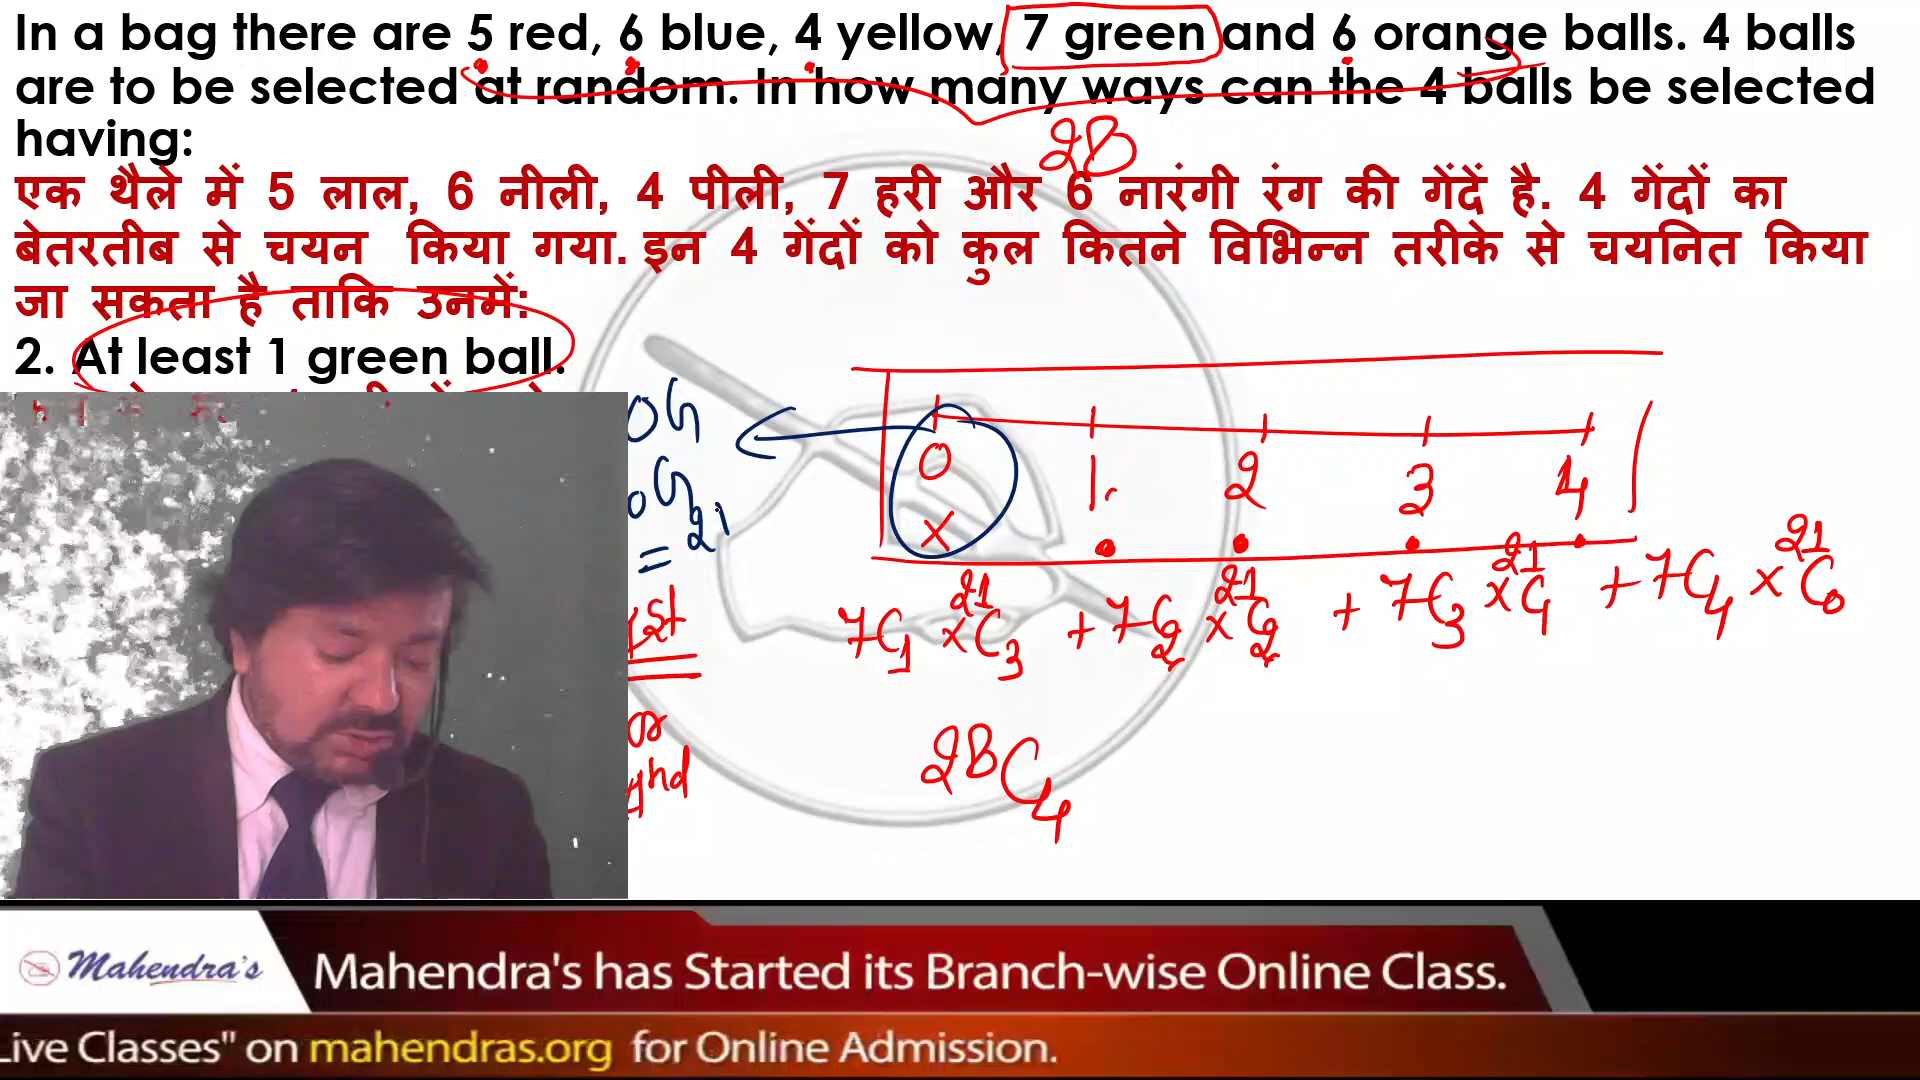 In a bag there are 5 red, 6 blue, 4 yellow, 7 green and 6 orange balls. 4 balls
are to be selected at random. In how many ways can the 4 balls be selected
having:
28
एक थैले में 5 लाल, 6 नीली, 4 पीली, 7 हरी और 6 नारंगी रंग की गेंदें है. 4 गेंदों का
बेतरतीब से चयन किया गया. इन 4 गेंदों को कुल कितने विभिन्न तरीके से चयनित किया
जा सकता है ताकि उनमें:
2. At least 1 green ball.
0 1 2 3 4
x
= 21
7C1 x 21C3 + 7C2 x 21C2 + 7C3 x 21C1 + 7C4 x 21C0
or
28C4
Mahendra's
Mahendra's has Started its Branch-wise Online Class.
Live Classes" on mahendras.org for Online Admission.